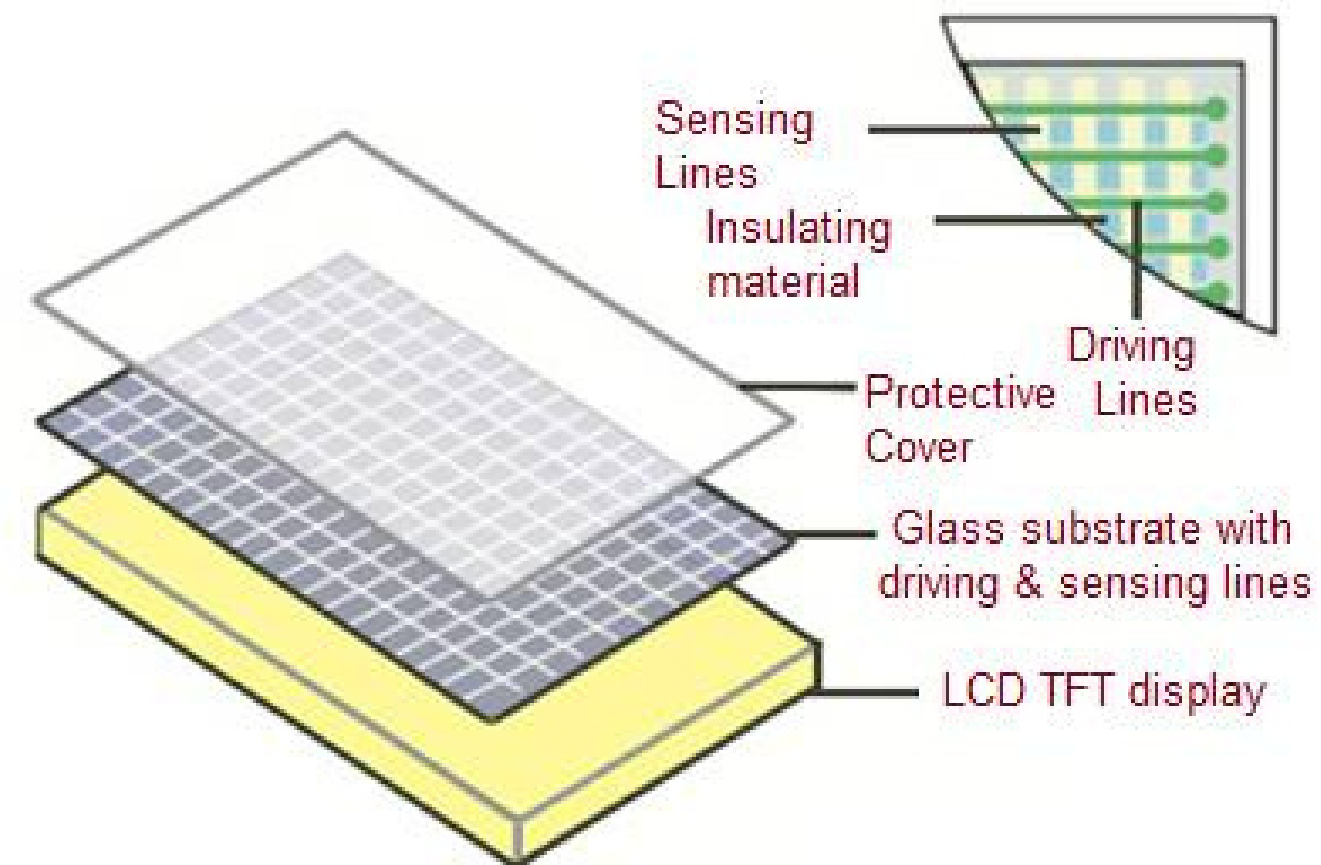 Sensing
Lines
Insulating
material
Driving
Lines
Protective
Cover
Glass substrate with
driving & sensing lines
LCD TFT display